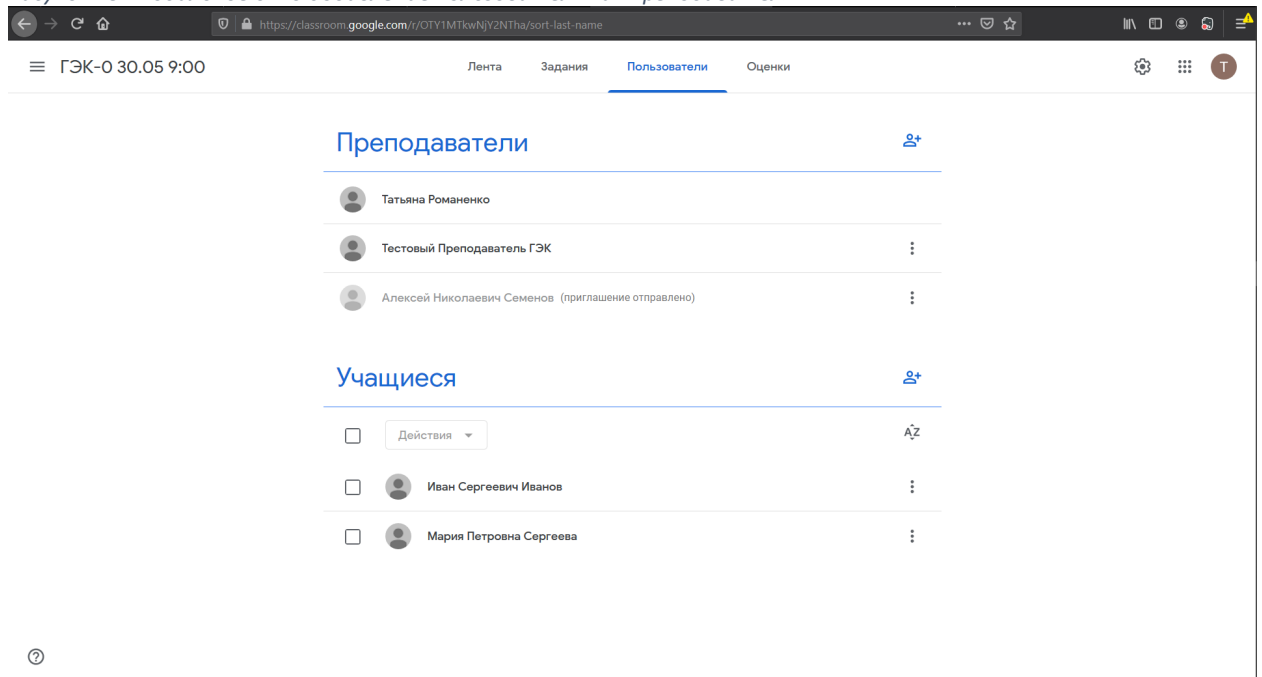 https://classroom.google.com/r/OTY1MTkwNjY2NTha/sort-last-name
ГЭК-0 30.05 9:00
Лента
Задания
Пользователи
Оценки
T
Преподаватели
Татьяна Романенко
Тестовый Преподаватель ГЭК
Алексей Николаевич Семенов (приглашение отправлено)
Учащиеся
Действия
AZ
Иван Сергеевич Иванов
Мария Петровна Сергеева